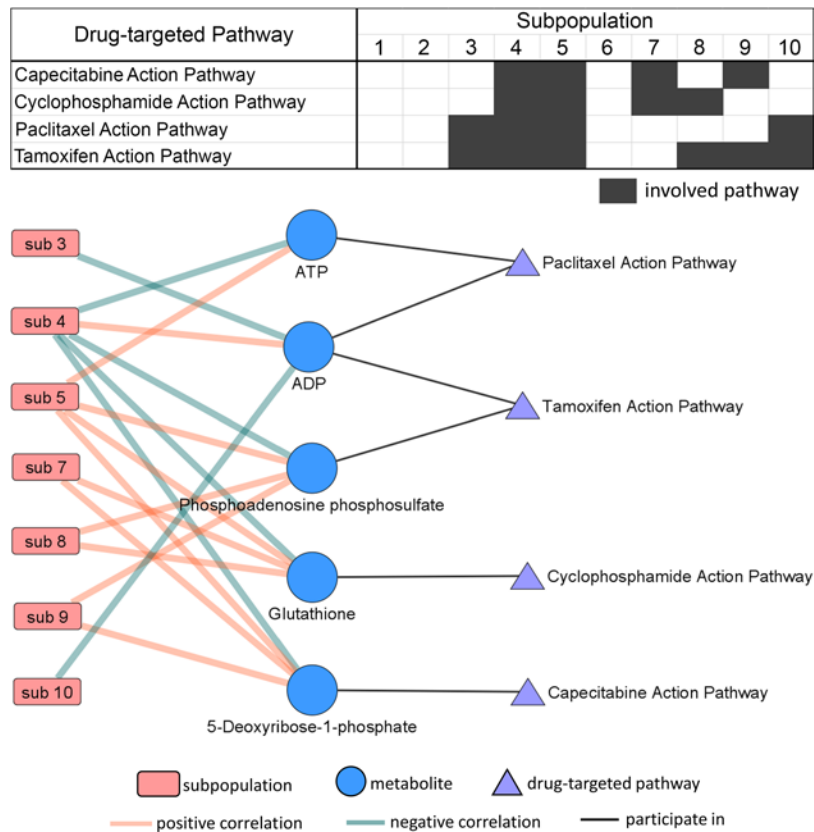 Drug-targeted Pathway
Subpopulation
1 2 3 4 5 6 7 8 9 10
Capecitabine Action Pathway
Cyclophosphamide Action Pathway
Paclitaxel Action Pathway
Tamoxifen Action Pathway
involved pathway
sub 3
ATP
Paclitaxel Action Pathway
sub 4
ADP
sub 5
Tamoxifen Action Pathway
sub 7
Phosphoadenosine phosphosulfate
sub 8
Glutathione
Cyclophosphamide Action Pathway
sub 9
sub 10
5-Deoxyribose-1-phosphate
Capecitabine Action Pathway
subpopulation
metabolite
drug-targeted pathway
positive correlation
negative correlation
participate in